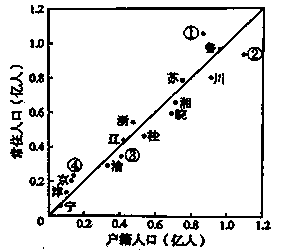 常住人口（亿人）
1.2
①
1.0
鲁
②
0.8
苏
川
湘
0.6
皖
浙
辽
桂
0.4
③
④
渝
0.2
京
津
宁
0
0.2 0.4 0.6 0.8 1.0 1.2
户籍人口（亿人）